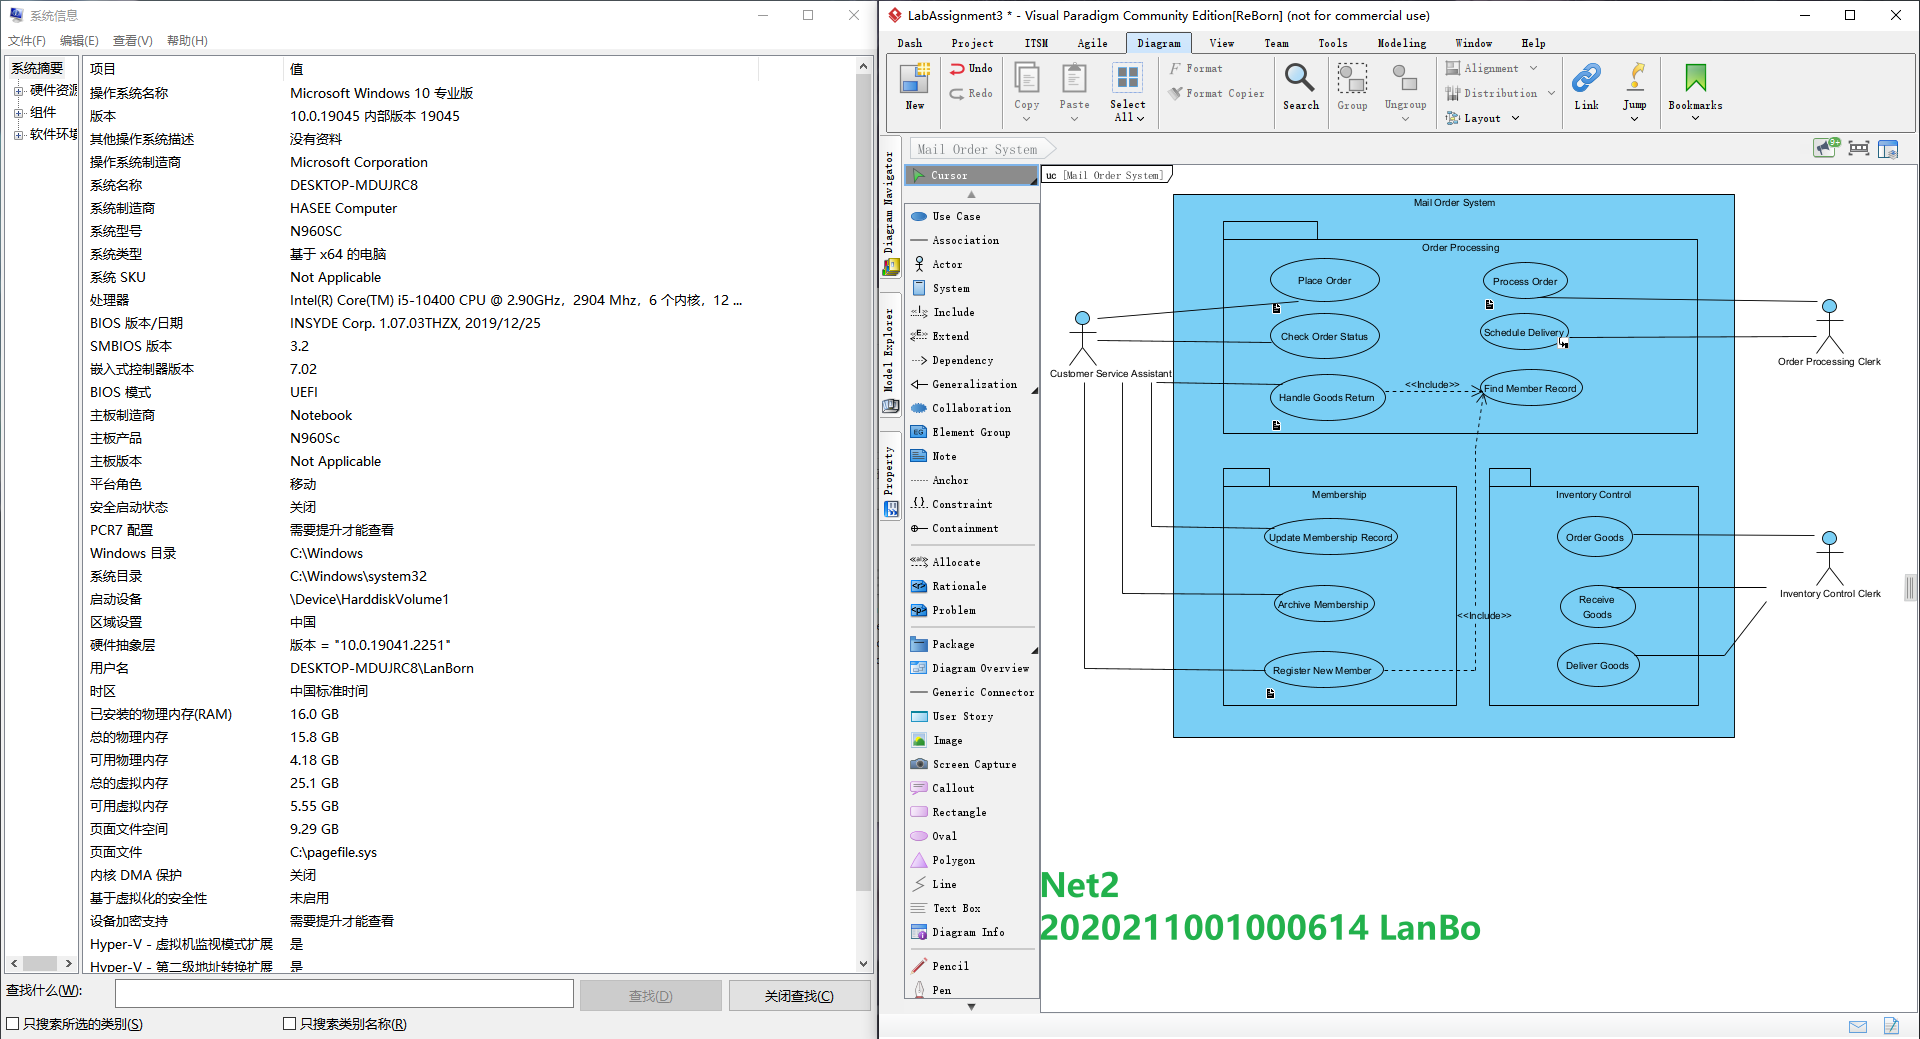 系统信息
文件(F) 编辑(E) 查看(V) 帮助(H)
系统摘要
硬件资源
组件
软件环境
项目 值
操作系统名称 Microsoft Windows 10 专业版
版本 10.0.19045 内部版本 19045
其他操作系统描述 没有资料
操作系统制造商 Microsoft Corporation
系统名称 DESKTOP-MDUJRC8
系统制造商 HASEE Computer
系统型号 N960SC
系统类型 基于 x64 的电脑
系统 SKU Not Applicable
处理器 Intel(R) Core(TM) i5-10400 CPU @ 2.90GHz，2904 Mhz，6 个内核，12 ...
BIOS 版本/日期 INSYDE Corp. 1.07.03THZX, 2019/12/25
SMBIOS 版本 3.2
嵌入式控制器版本 7.02
BIOS 模式 UEFI
主板制造商 Notebook
主板产品 N960Sc
主板版本 Not Applicable
平台角色 移动
安全启动状态 关闭
PCR7 配置 需要提升才能查看
Windows 目录 C:\Windows
系统目录 C:\Windows\system32
启动设备 \Device\HarddiskVolume1
区域设置 中国
硬件抽象层 版本 = "10.0.19041.2251"
用户名 DESKTOP-MDUJRC8\LanBorn
时区 中国标准时间
已安装的物理内存(RAM) 16.0 GB
总的物理内存 15.8 GB
可用物理内存 4.18 GB
总的虚拟内存 25.1 GB
可用虚拟内存 5.55 GB
页面文件空间 9.29 GB
页面文件 C:\pagefile.sys
内核 DMA 保护 关闭
基于虚拟化的安全性 未启用
设备加密支持 需要提升才能查看
Hyper-V - 虚拟机监视模式扩展 是
Hyper-V - 第二级地址转换扩展 是
查找什么(W): 查找(D) 关闭查找(C)
只搜索所选的类别(S) 只搜索类别名称(R)
LabAssignment3 * - Visual Paradigm Community Edition[ReBorn] (not for commercial use)
Dash Project ITSM Agile Diagram View Team Tools Modeling Window Help
New
Undo
Redo
Copy
Paste
Select
All
Format
Format Copier
Search
Group
Ungroup
Alignment
Distribution
Layout
Link
Jump
Bookmarks
Diagram Navigator
Model Explorer
Property
Mail Order System
9+
Cursor
Use Case
Association
Actor
System
Include
Extend
Dependency
Generalization
Collaboration
Element Group
Note
Anchor
Constraint
Containment
Allocate
Rationale
Problem
Package
Diagram Overview
Generic Connector
User Story
Image
Screen Capture
Callout
Rectangle
Oval
Polygon
Line
Text Box
Diagram Info
Pencil
Pen
uc [Mail Order System]
Mail Order System
Order Processing
Place Order
Process Order
Check Order Status
Schedule Delivery
Handle Goods Return
<<Include>>
Find Member Record
Customer Service Assistant
Order Processing Clerk
Membership
Update Membership Record
Archive Membership
Register New Member
<<Include>>
Inventory Control
Order Goods
Receive
Goods
Deliver Goods
Inventory Control Clerk
Net2
2020211001000614 LanBo